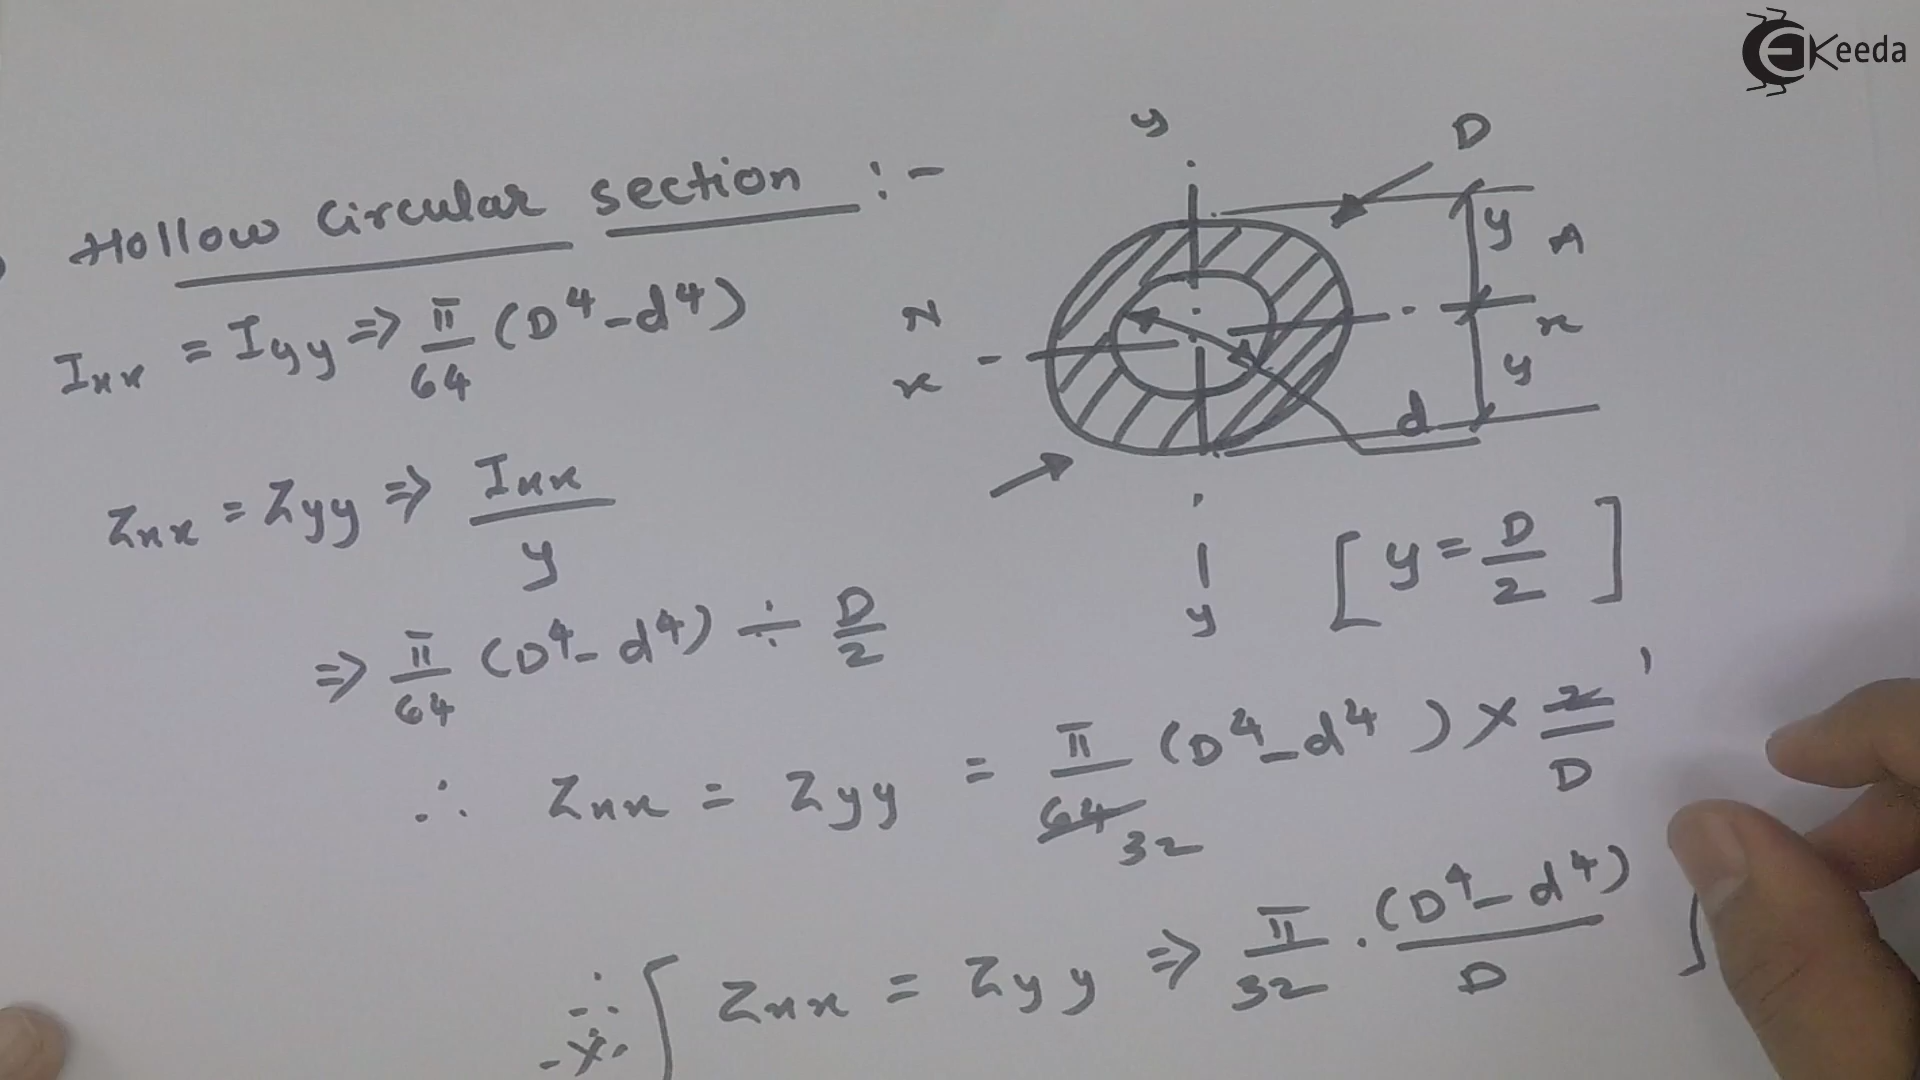 Keeda
Hollow Circular section :-
Ixx = Iyy => π/64 (D⁴-d⁴)
Zxx = Zyy => Ixx/y
=> π/64 (D⁴-d⁴) ÷ D/2
∴ Zxx = Zyy = π/64 32 (D⁴-d⁴) × 2/D 1
∴ [ Zxx = Zyy => π/32 . (D⁴-d⁴)/D ]
y
D
y
A
N
x
x
y
d
y
[ y = D/2 ]